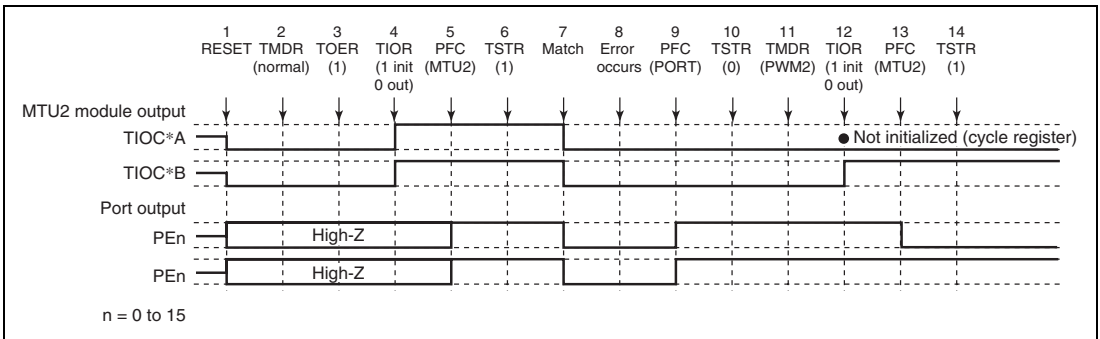 1 2 3 4 5 6 7 8 9 10 11 12 13 14
RESET TMDR TOER TIOR PFC TSTR Match Error PFC TSTR TMDR TIOR PFC TSTR
(normal) (1) (1 init (MTU2) (1) occurs (PORT) (0) (PWM2) (1 init (MTU2) (1)
0 out) 0 out)
MTU2 module output
TIOC*A
● Not initialized (cycle register)
TIOC*B
Port output
PEn High-Z
PEn High-Z
n = 0 to 15